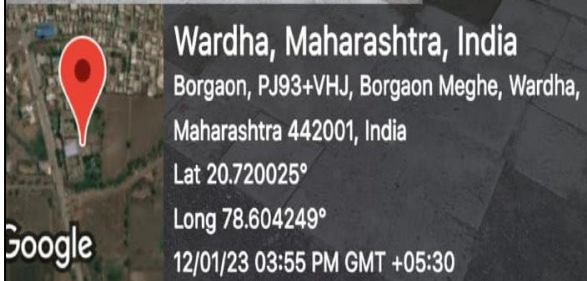 Wardha, Maharashtra, India
Borgaon, PJ93+VHJ, Borgaon Meghe, Wardha,
Maharashtra 442001, India
Lat 20.720025°
Long 78.604249°
12/01/23 03:55 PM GMT +05:30
Google